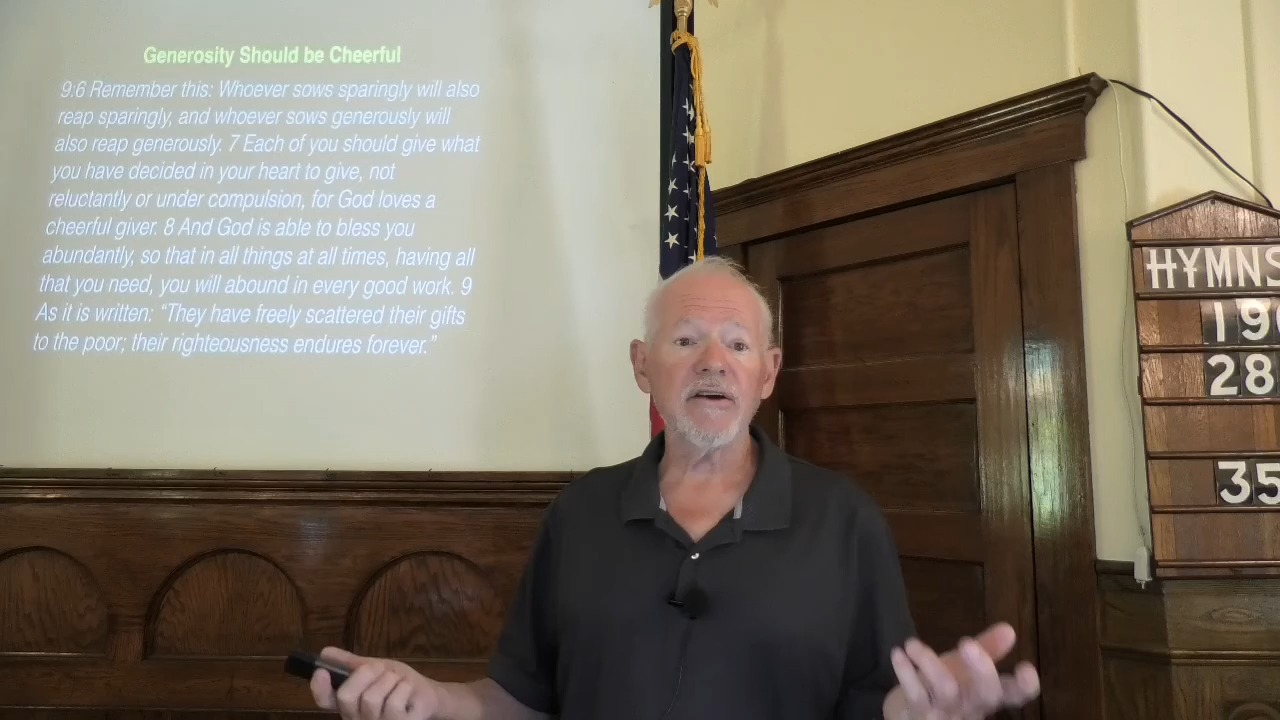 Generosity Should be Cheerful
9:6 Remember this: Whoever sows sparingly will also
reap sparingly, and whoever sows generously will
also reap generously. 7 Each of you should give what
you have decided in your heart to give, not
reluctantly or under compulsion, for God loves a
cheerful giver. 8 And God is able to bless you
abundantly, so that in all things at all times, having all
that you need, you will abound in every good work. 9
As it is written: “They have freely scattered their gifts
to the poor; their righteousness endures forever.”
HYMNS
19
28
35